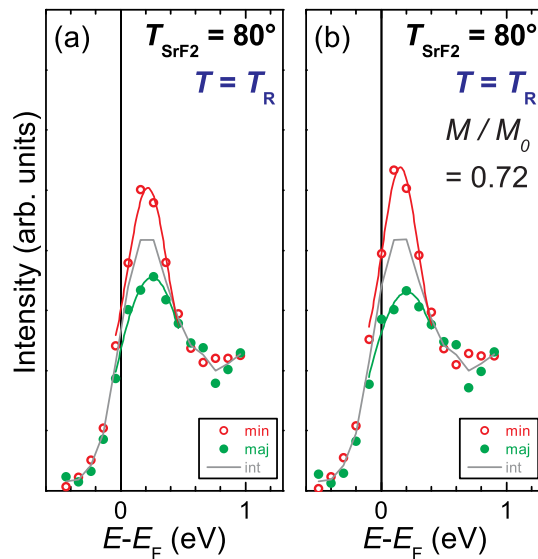 (a)
T_SrF2 = 80°
T = T_R
min
maj
int
0
1
E-E_F (eV)
Intensity (arb. units)
(b)
T_SrF2 = 80°
T = T_R
M / M_0
= 0.72
min
maj
int
0
1
E-E_F (eV)